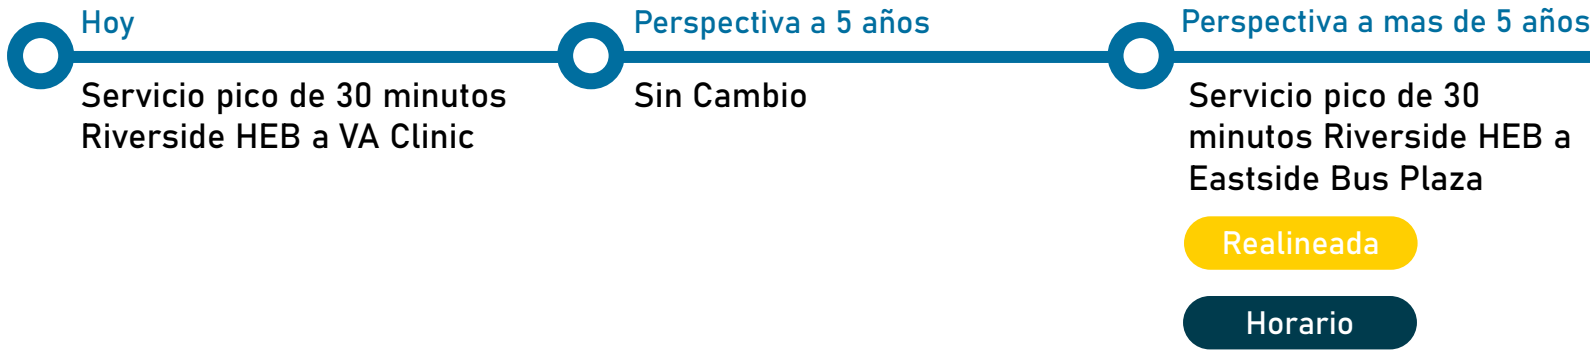 Hoy
Servicio pico de 30 minutos
Riverside HEB a VA Clinic
Perspectiva a 5 años
Sin Cambio
Perspectiva a mas de 5 años
Servicio pico de 30
minutos Riverside HEB a
Eastside Bus Plaza
Realineada
Horario